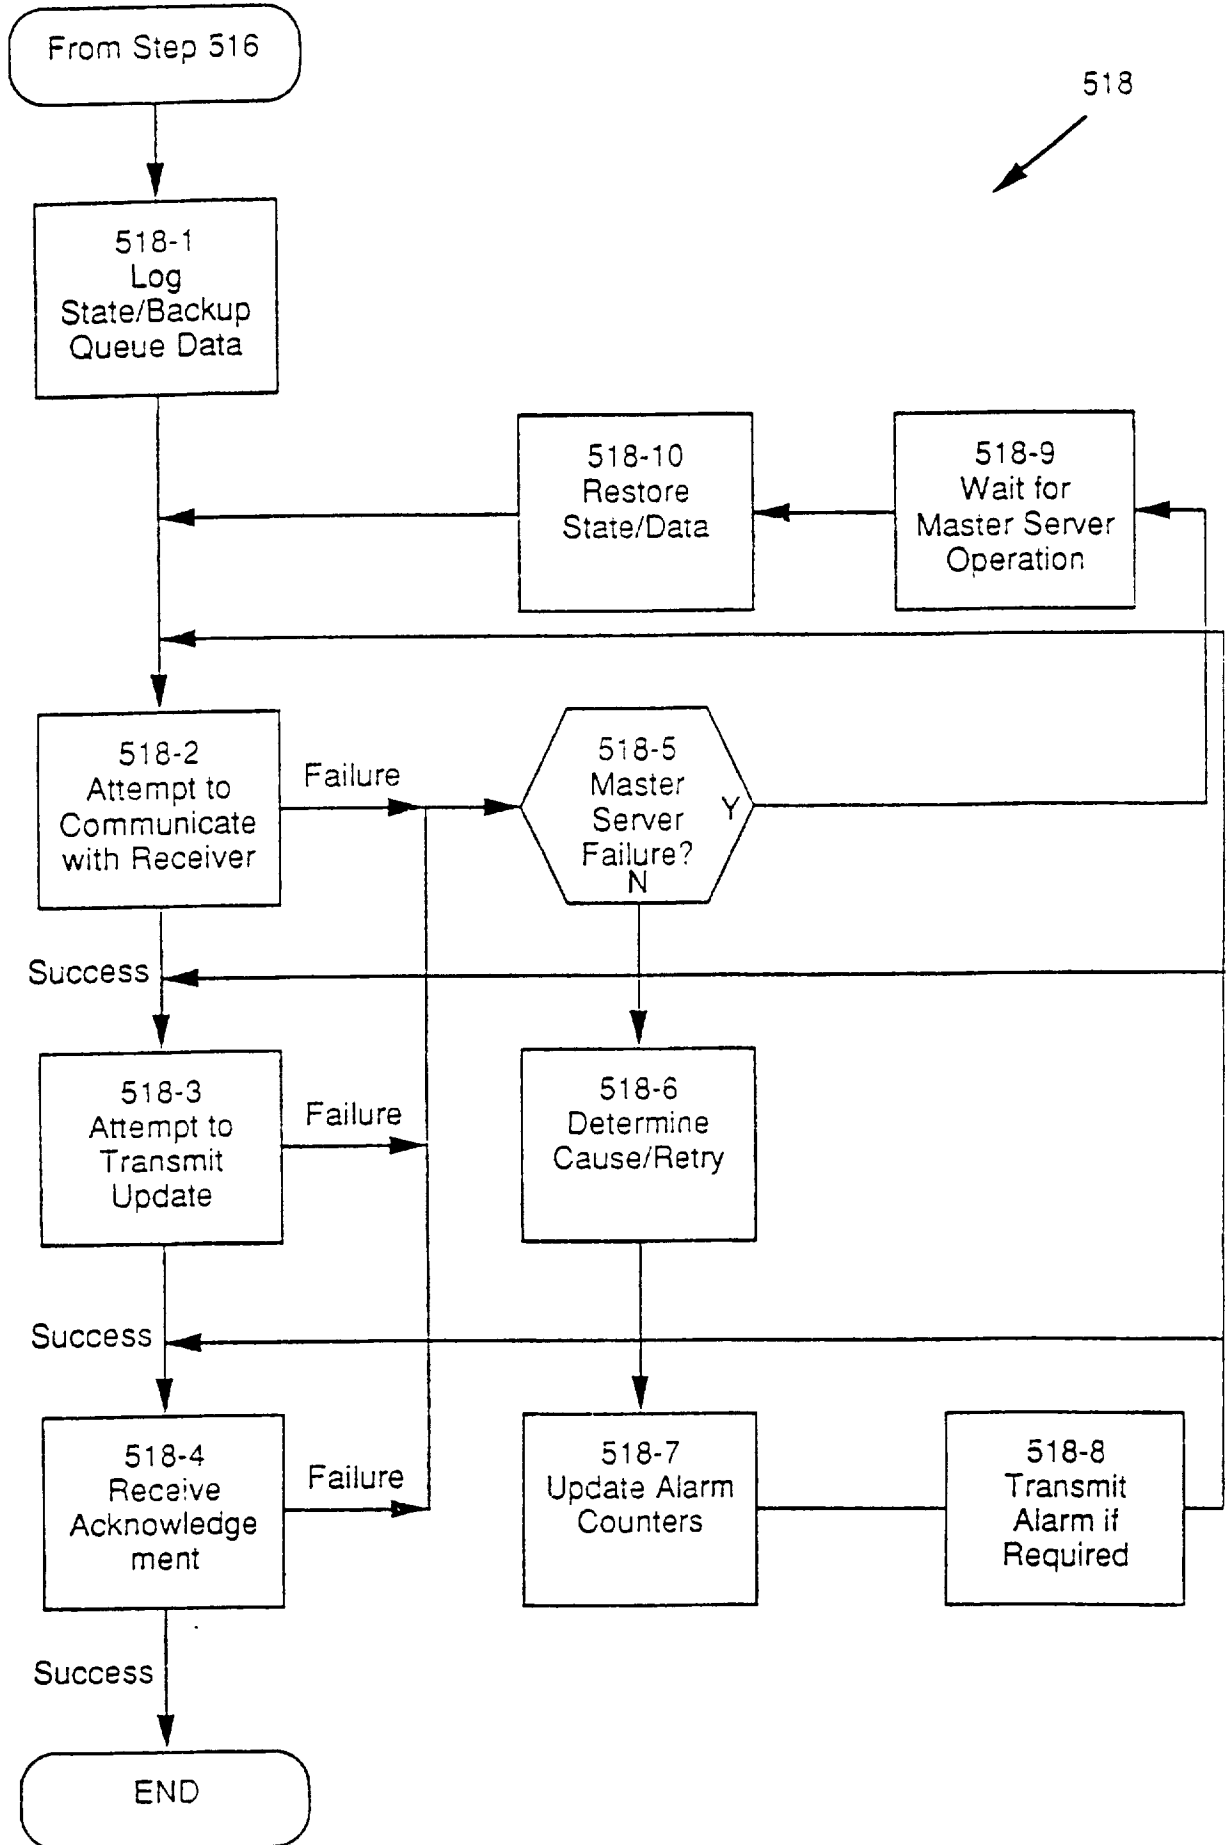 From Step 516
518
518-1
Log
State/Backup
Queue Data
518-10
Restore
State/Data
518-9
Wait for
Master Server
Operation
518-2
Attempt to
Communicate
with Receiver
Failure
518-5
Master
Server
Failure?
Y
N
Success
518-3
Attempt to
Transmit
Update
Failure
518-6
Determine
Cause/Retry
Success
518-4
Receive
Acknowledge
ment
Failure
518-7
Update Alarm
Counters
518-8
Transmit
Alarm if
Required
Success
END